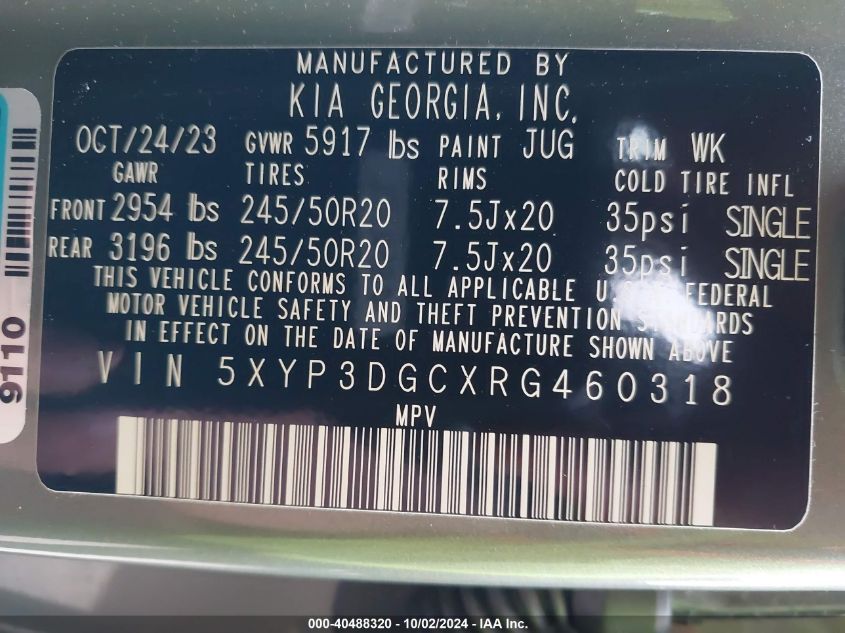 MANUFACTURED BY
KIA GEORGIA, INC.
OCT/24/23 GVWR 5917 lbs PAINT JUG TRIM WK
GAWR TIRES RIMS COLD TIRE INFL
FRONT 2954 lbs 245/50R20 7.5Jx20 35psi SINGLE
REAR 3196 lbs 245/50R20 7.5Jx20 35psi SINGLE
THIS VEHICLE CONFORMS TO ALL APPLICABLE FEDERAL
MOTOR VEHICLE SAFETY AND THEFT PREVENTION STANDARDS
IN EFFECT ON THE DATE OF MANUFACTURE SHOWN ABOVE
VIN 5XYP3DGCXRG460318
MPV
9110
000-40488320 - 10/02/2024 - IAA Inc.